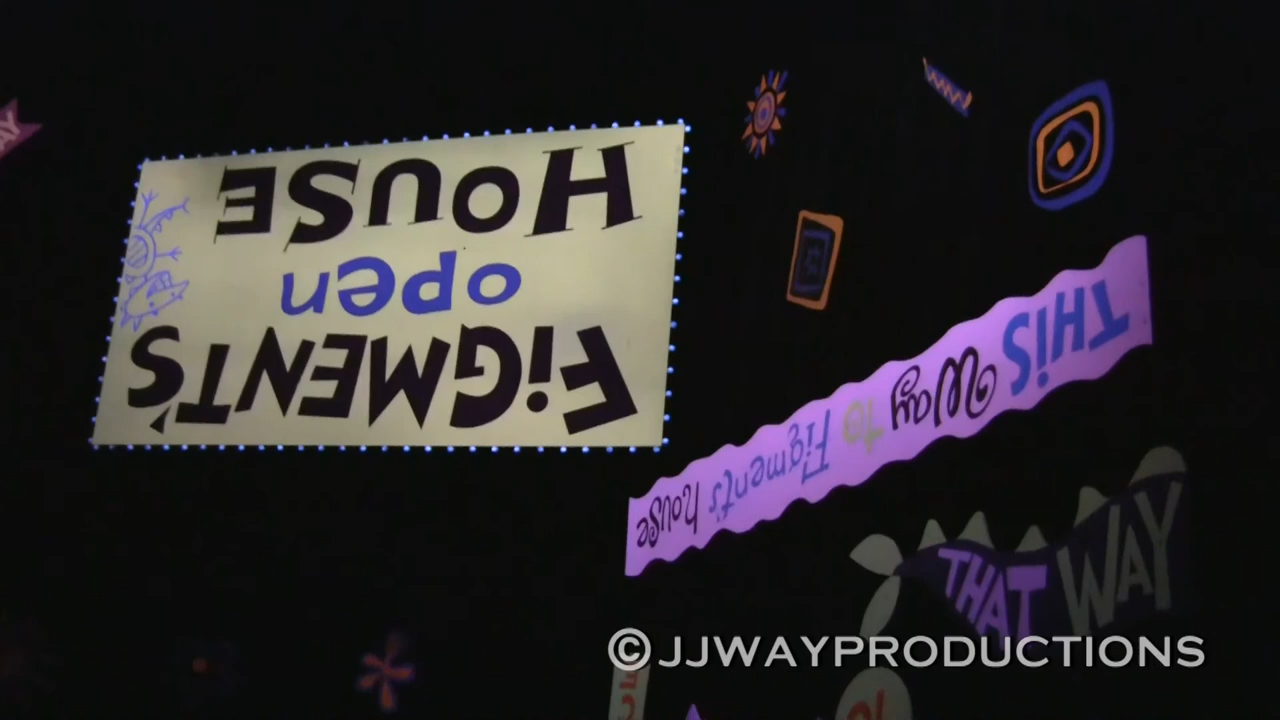 FiGMENT'S
open
HOUSE
THiS Way to Figment's house
THAT WAY
©JJWAYPRODUCTIONS